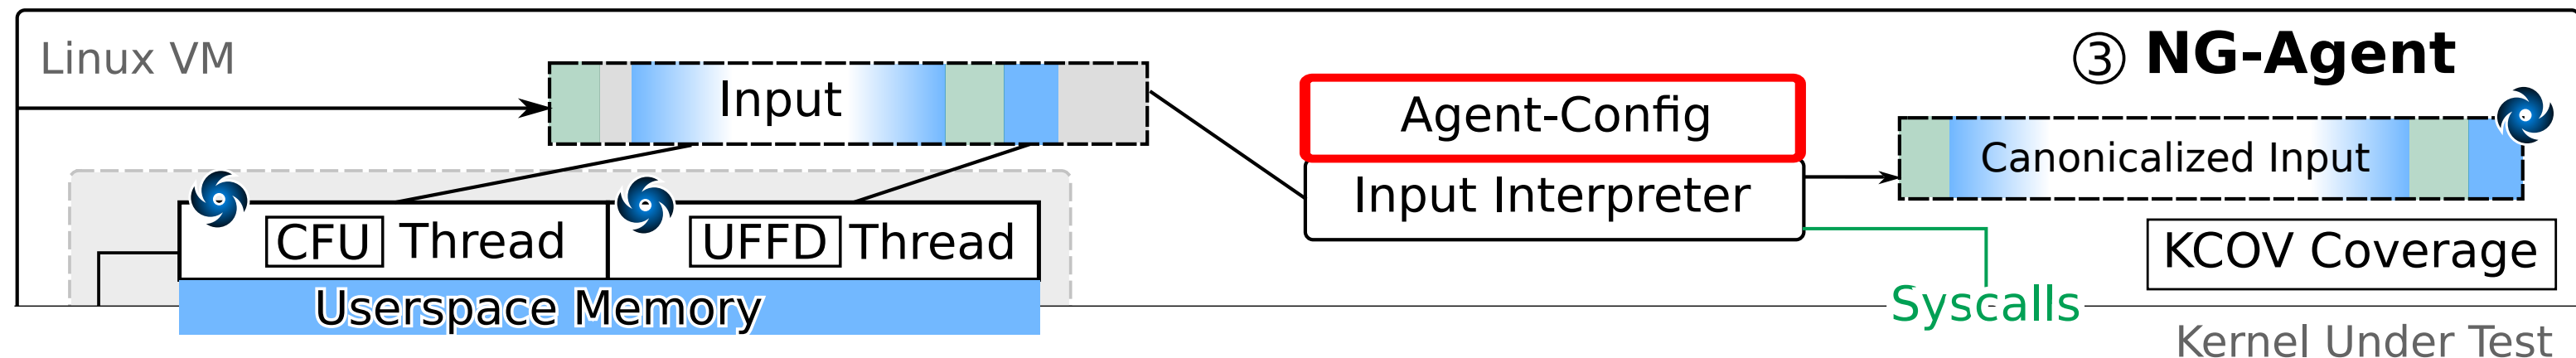 Linux VM
Input
Agent-Config
Input Interpreter
③ NG-Agent
Canonicalized Input
CFU Thread
UFFD Thread
KCOV Coverage
Userspace Memory
Syscalls
Kernel Under Test